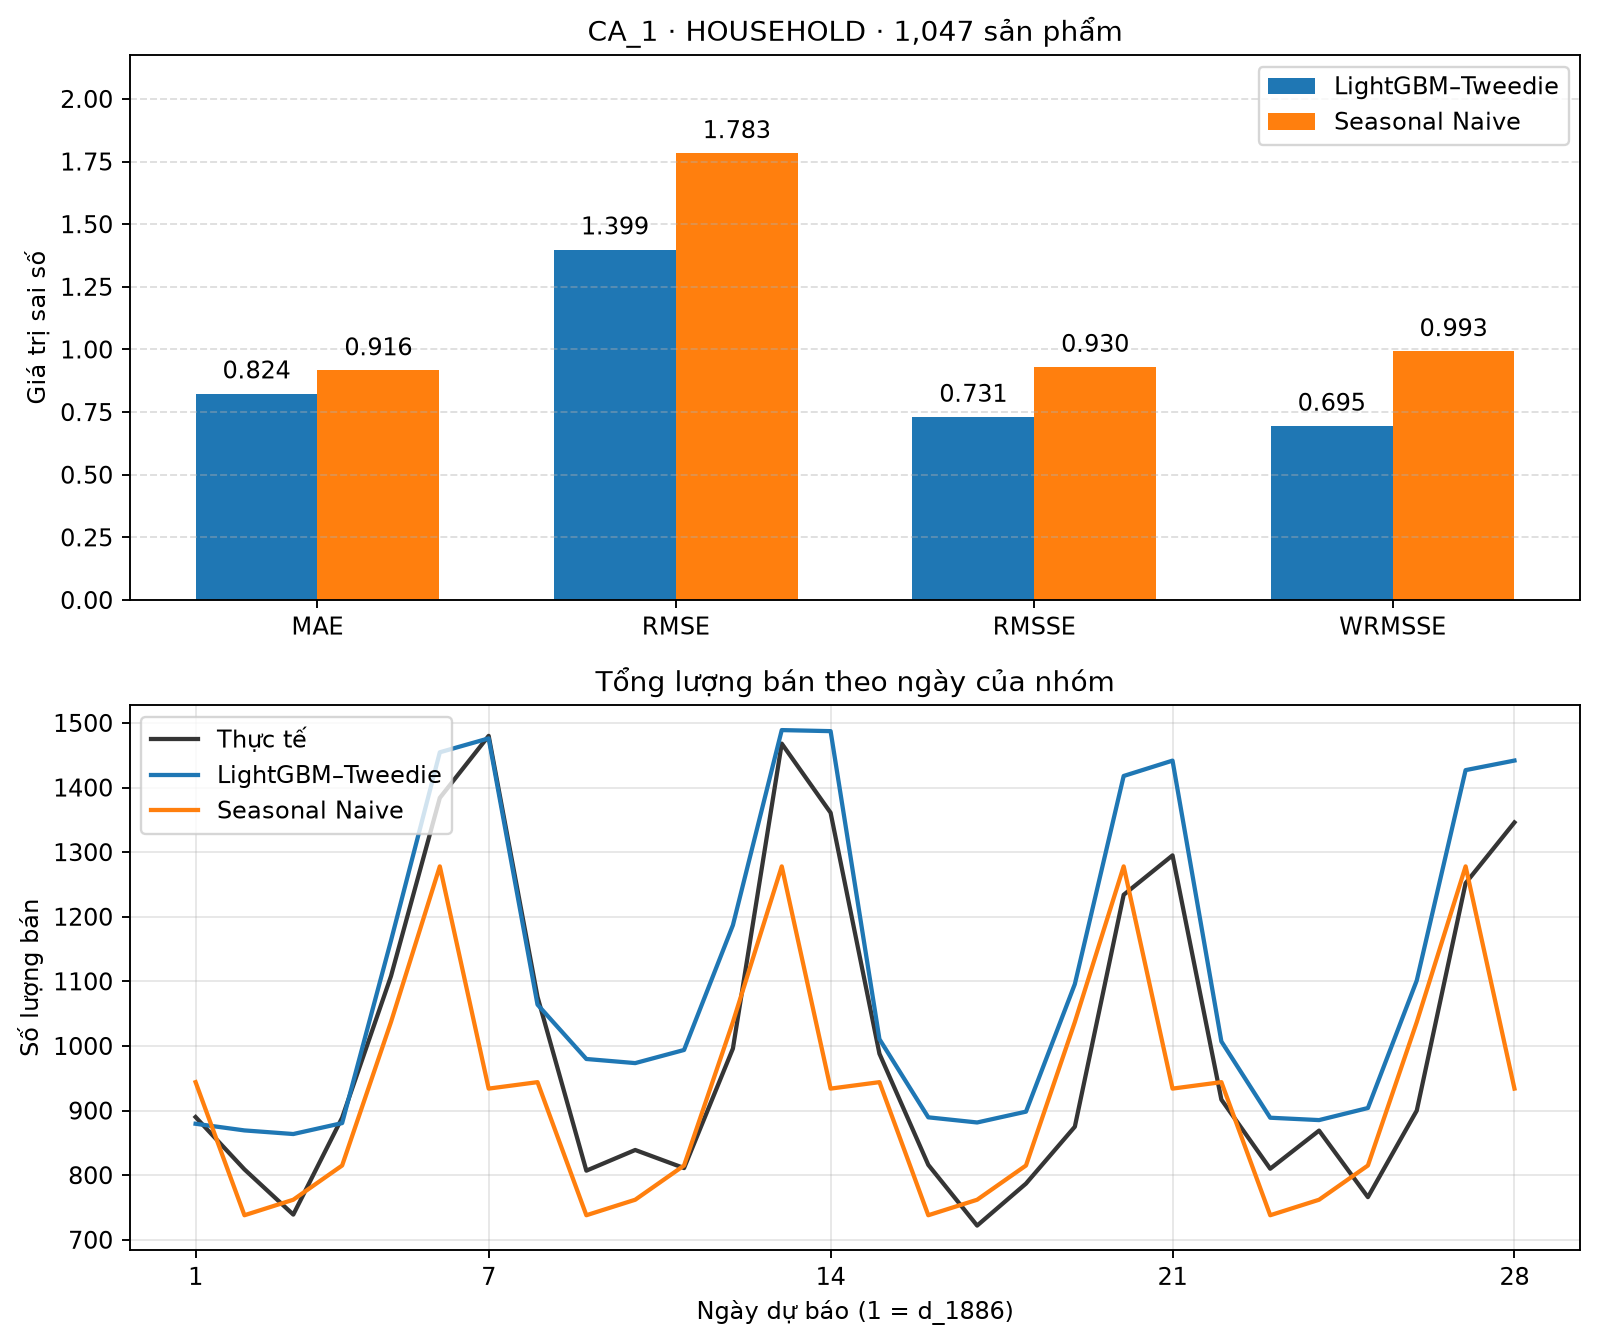 CA_1 · HOUSEHOLD · 1,047 sản phẩm
LightGBM–Tweedie
Seasonal Naive
Giá trị sai số
2.00
1.75
1.50
1.25
1.00
0.75
0.50
0.25
0.00
0.824
0.916
1.399
1.783
0.731
0.930
0.695
0.993
MAE
RMSE
RMSSE
WRMSSE
Tổng lượng bán theo ngày của nhóm
Thực tế
LightGBM–Tweedie
Seasonal Naive
Số lượng bán
1500
1400
1300
1200
1100
1000
900
800
700
1
7
14
21
28
Ngày dự báo (1 = d_1886)